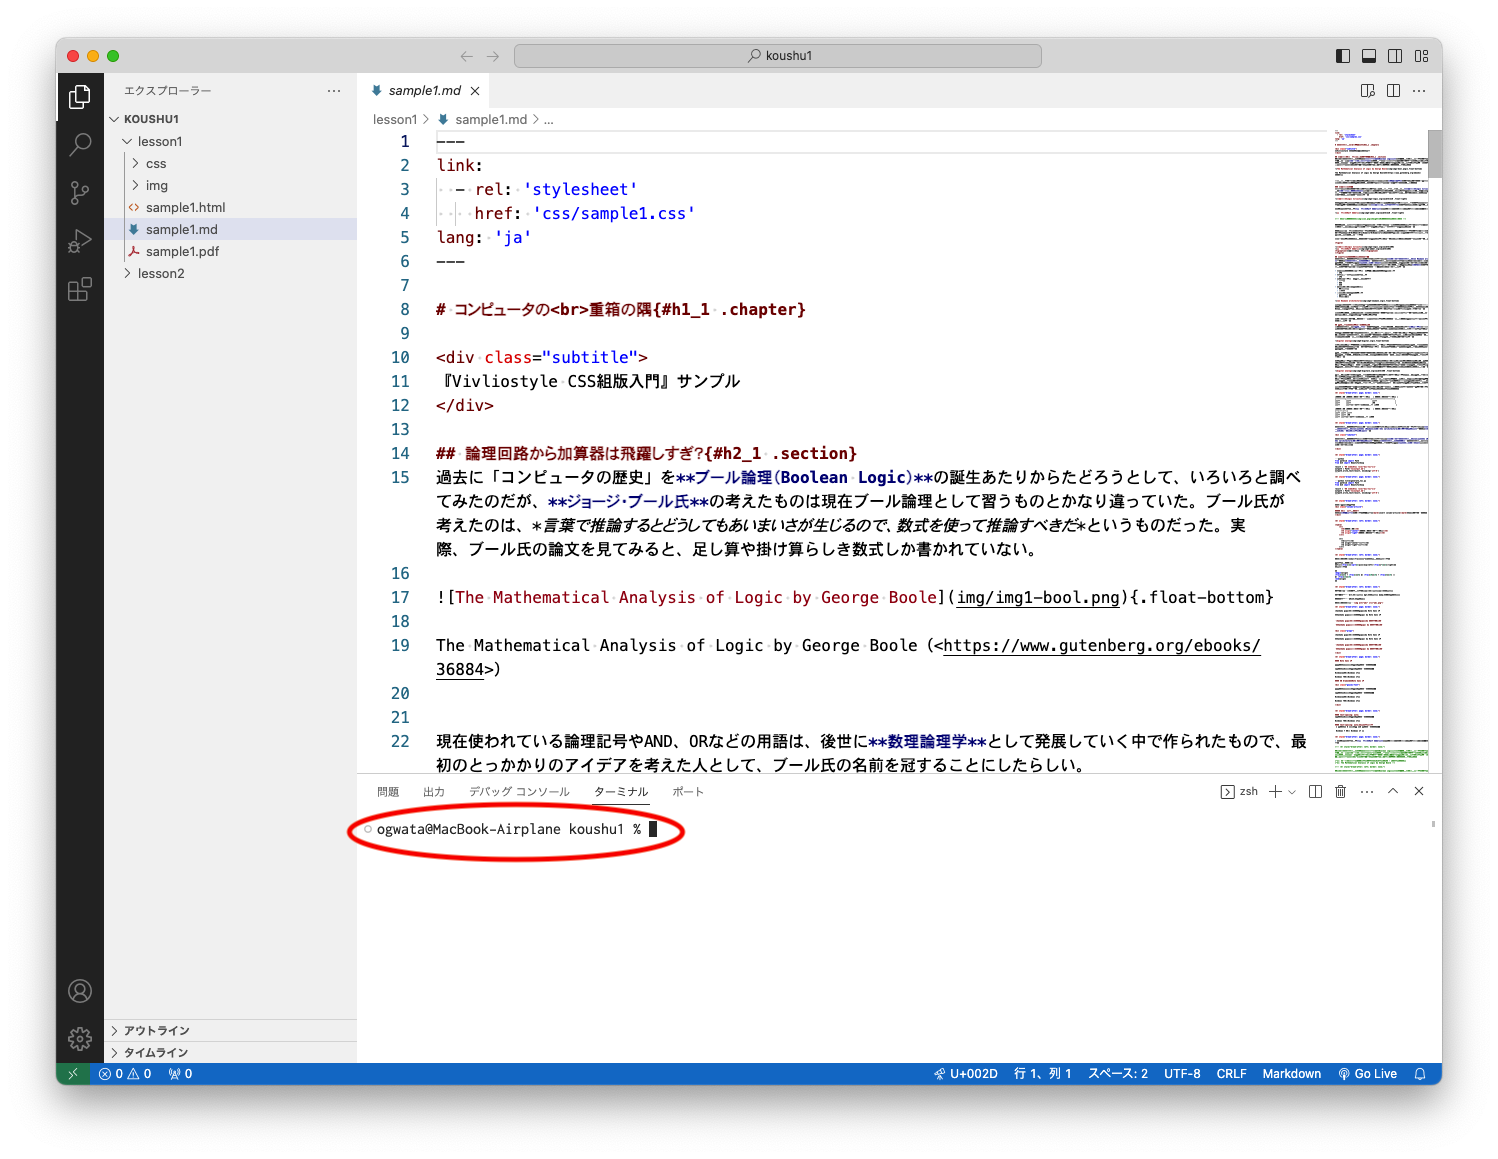 koushu1
エクスプローラー
KOUSHU1
lesson1
css
img
sample1.html
sample1.md
sample1.pdf
lesson2
アウトライン
タイムライン
sample1.md
lesson1 > sample1.md > ...
1 ---
2 link:
3 - rel: 'stylesheet'
4 href: 'css/sample1.css'
5 lang: 'ja'
6 ---
7
8 # コンピュータの<br>重箱の隅{#h1_1 .chapter}
9
10 <div class="subtitle">
11 『Vivliostyle CSS組版入門』サンプル
12 </div>
13
14 ## 論理回路から加算器は飛躍しすぎ?{#h2_1 .section}
15 過去に「コンピュータの歴史」を**ブール論理（Boolean Logic）**の誕生あたりからたどろうとして、いろいろと調べ
てみたのだが、**ジョージ・ブール氏**の考えたものは現在ブール論理として習うものとかなり違っていた。ブール氏が
考えたのは、*言葉で推論するとどうしてもあいまいさが生じるので、数式を使って推論すべきだ*というものだった。実
際、ブール氏の論文を見てみると、足し算や掛け算らしき数式しか書かれていない。
16
17 ![The Mathematical Analysis of Logic by George Boole](img/img1-bool.png){.float-bottom}
18
19 The Mathematical Analysis of Logic by George Boole（<https://www.gutenberg.org/ebooks/
36884>）
20
21
22 現在使われている論理記号やAND、ORなどの用語は、後世に**数理論理学**として発展していく中で作られたもので、最
初のとっかかりのアイデアを考えた人として、ブール氏の名前を冠することにしたらしい。
問題 出力 デバッグ コンソール ターミナル ポート
zsh
ogwata@MacBook-Airplane koushu1 %
0 0 0 U+002D 行 1、列 1 スペース: 2 UTF-8 CRLF Markdown Go Live